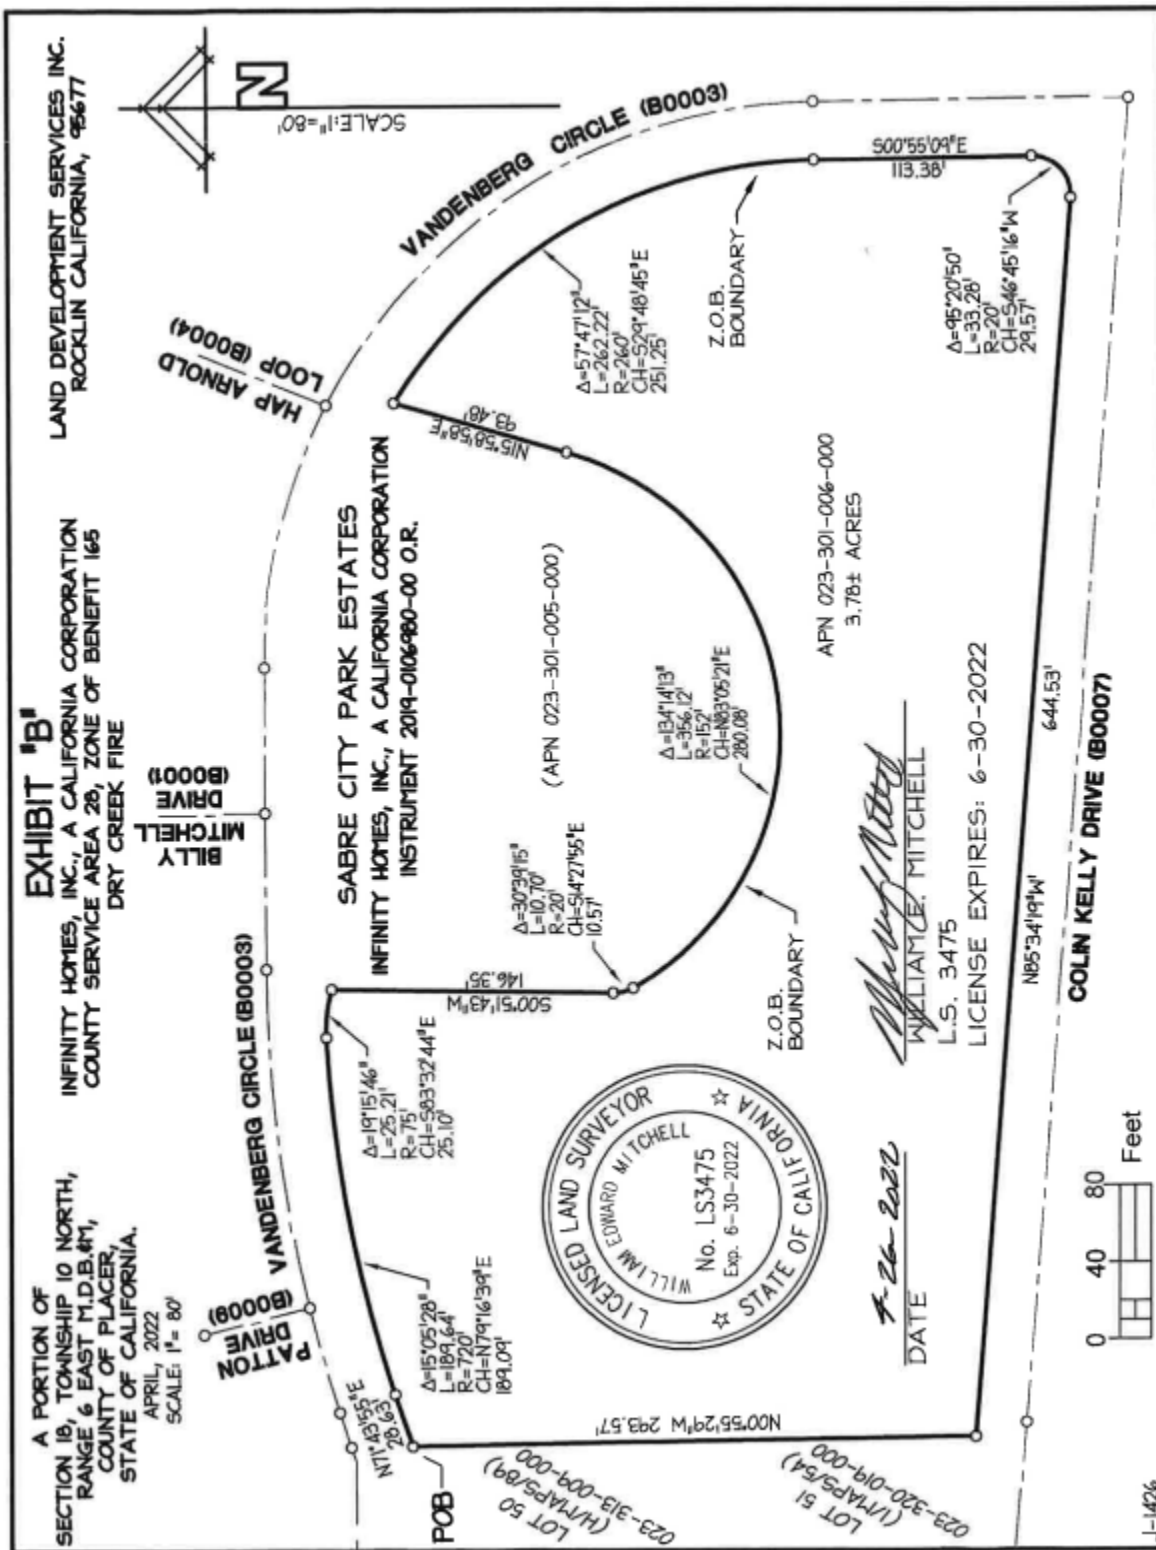 EXHIBIT "B"
A PORTION OF
SECTION 18, TOWNSHIP 10 NORTH,
RANGE 6 EAST M.D.B.&M,
COUNTY OF PLACER,
STATE OF CALIFORNIA.
APRIL, 2022
SCALE: 1"= 80'
INFINITY HOMES, INC., A CALIFORNIA CORPORATION
COUNTY SERVICE AREA 28, ZONE OF BENEFIT 165
DRY CREEK FIRE
LAND DEVELOPMENT SERVICES INC.
ROCKLIN CALIFORNIA, 95677
N
SCALE:1"=80'
PATTON
DRIVE
(B0009)
VANDENBERG CIRCLE (B0003)
BILLY
MITCHELL
DRIVE
(B0001)
HAP ARNOLD
LOOP (B0004)
VANDENBERG CIRCLE (B0003)
N71°43'55"E
28.63'
POB
Δ=15°05'28"
L=189.64'
R=720'
CH=N79°16'39"E
189.09'
Δ=19°15'46"
L=25.21'
R=75'
CH=S83°32'44"E
25.10'
S00°51'43"W
146.35'
SABRE CITY PARK ESTATES
INFINITY HOMES, INC., A CALIFORNIA CORPORATION
INSTRUMENT 2019-0106980-00 O.R.
(APN 023-301-005-000)
Δ=30°39'15"
L=10.70'
R=20'
CH=S14°27'55"E
10.57'
Δ=134°14'13"
L=356.12'
R=152'
CH=N83°05'21"E
280.08'
N15°58'58"E
93.48'
Δ=57°47'12"
L=262.22'
R=260'
CH=S29°48'45"E
251.25'
Z.O.B.
BOUNDARY
S00°55'09"E
113.38'
Δ=95°20'50"
L=33.28'
R=20'
CH=S46°45'16"W
29.57'
APN 023-301-006-000
3.78± ACRES
Z.O.B.
BOUNDARY
LICENSED LAND SURVEYOR
WILLIAM EDWARD MITCHELL
No. LS3475
Exp. 6-30-2022
STATE OF CALIFORNIA
N00°55'29"W 293.57'
LOT 50
(H/MAPS/89)
023-313-009-000
LOT 51
(I/MAPS/54)
023-320-019-000
4-26-2022
DATE
WILLIAM E. MITCHELL
L.S. 3475
LICENSE EXPIRES: 6-30-2022
N85°34'19"W
644.53'
COLIN KELLY DRIVE (B0007)
0 40 80
Feet
J-1426